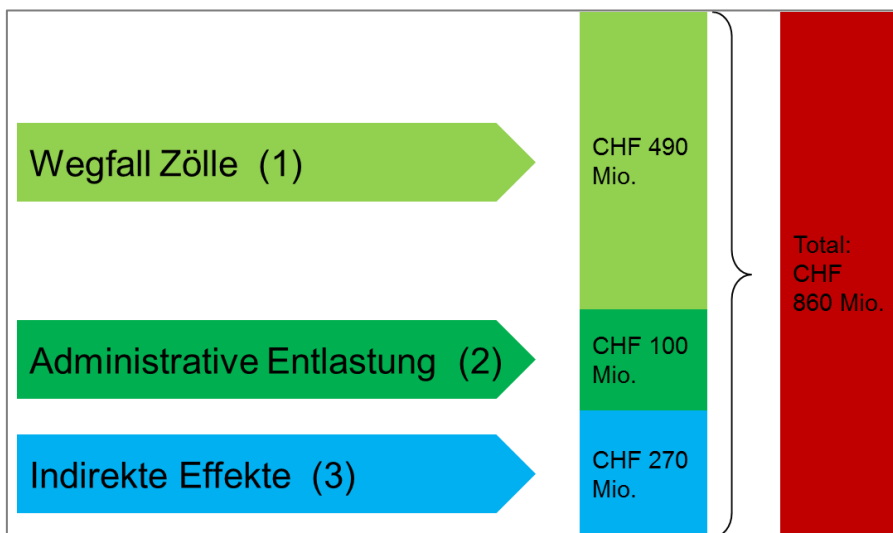 Wegfall Zölle (1)
CHF 490
Mio.
Total:
CHF
860 Mio.
Administrative Entlastung (2)
CHF 100
Mio.
Indirekte Effekte (3)
CHF 270
Mio.